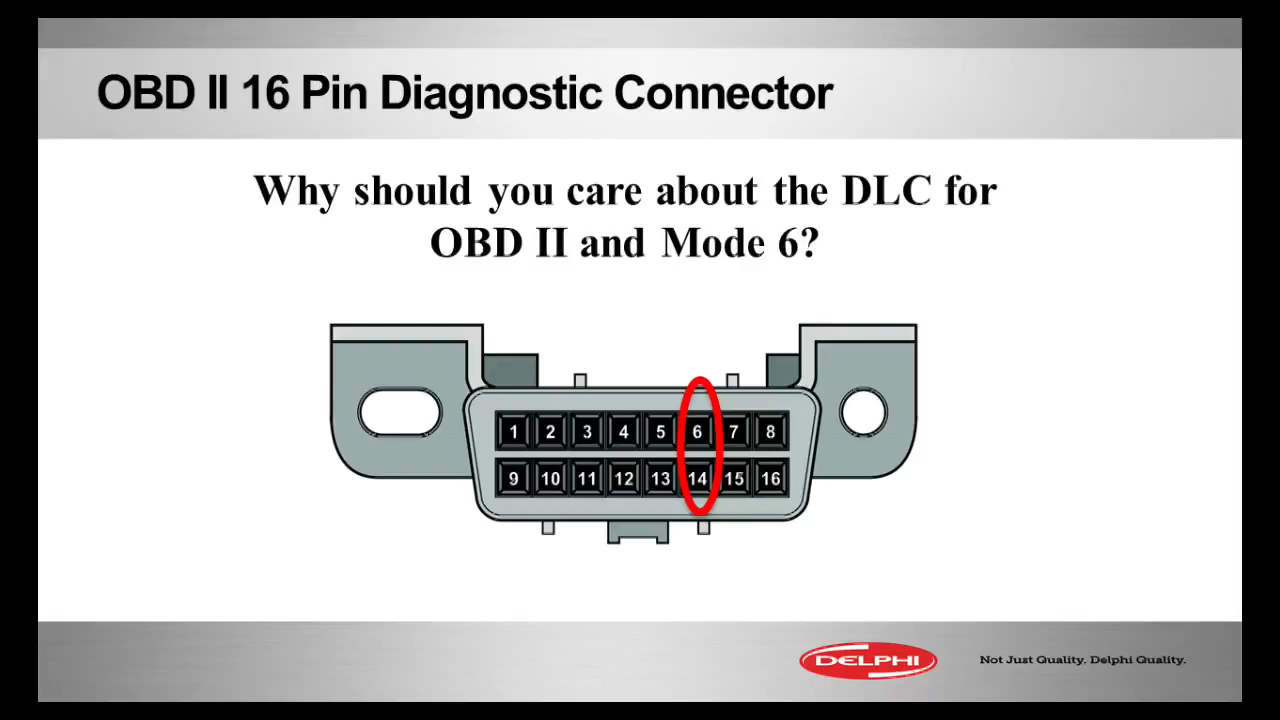 OBD II 16 Pin Diagnostic Connector
Why should you care about the DLC for
OBD II and Mode 6?
1 2 3 4 5 6 7 8
9 10 11 12 13 14 15 16
DELPHI Not Just Quality. Delphi Quality.